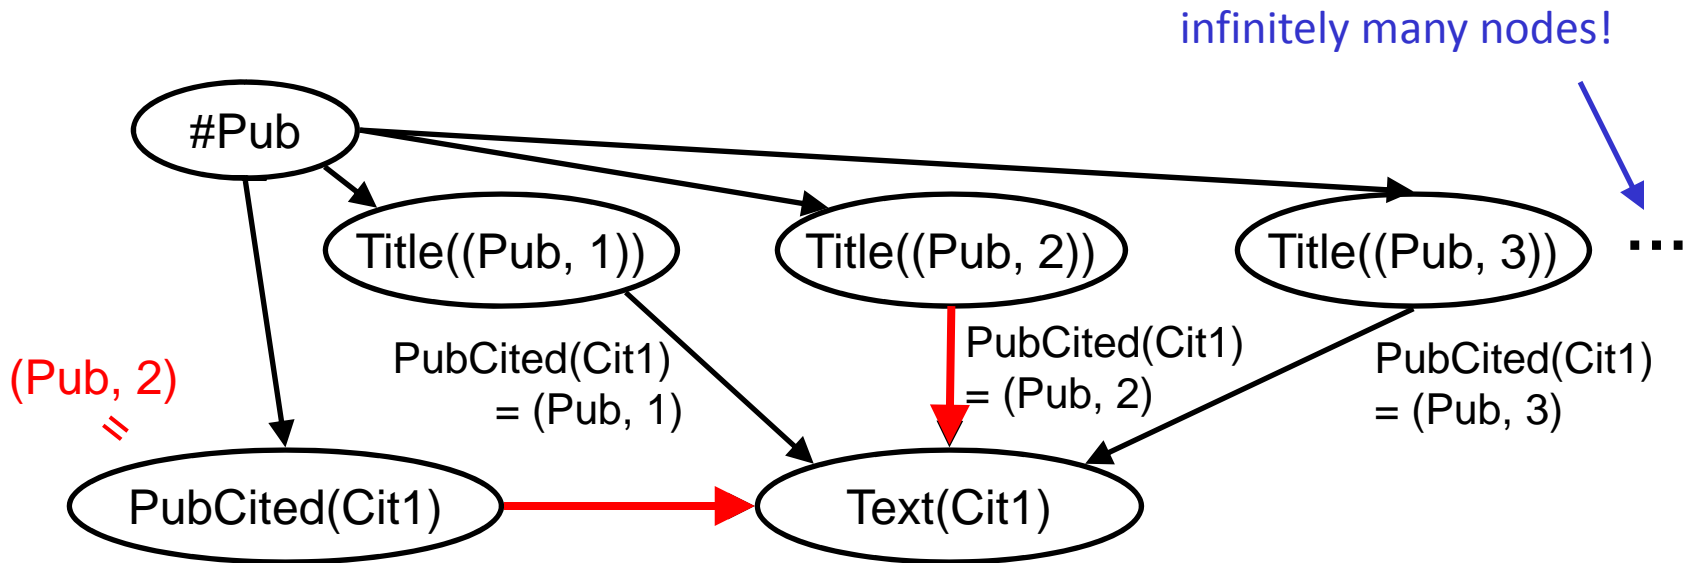 infinitely many nodes!
#Pub
Title((Pub, 1))
Title((Pub, 2))
Title((Pub, 3))
...
PubCited(Cit1)
= (Pub, 1)
PubCited(Cit1)
= (Pub, 2)
PubCited(Cit1)
= (Pub, 3)
(Pub, 2)
=
PubCited(Cit1)
Text(Cit1)